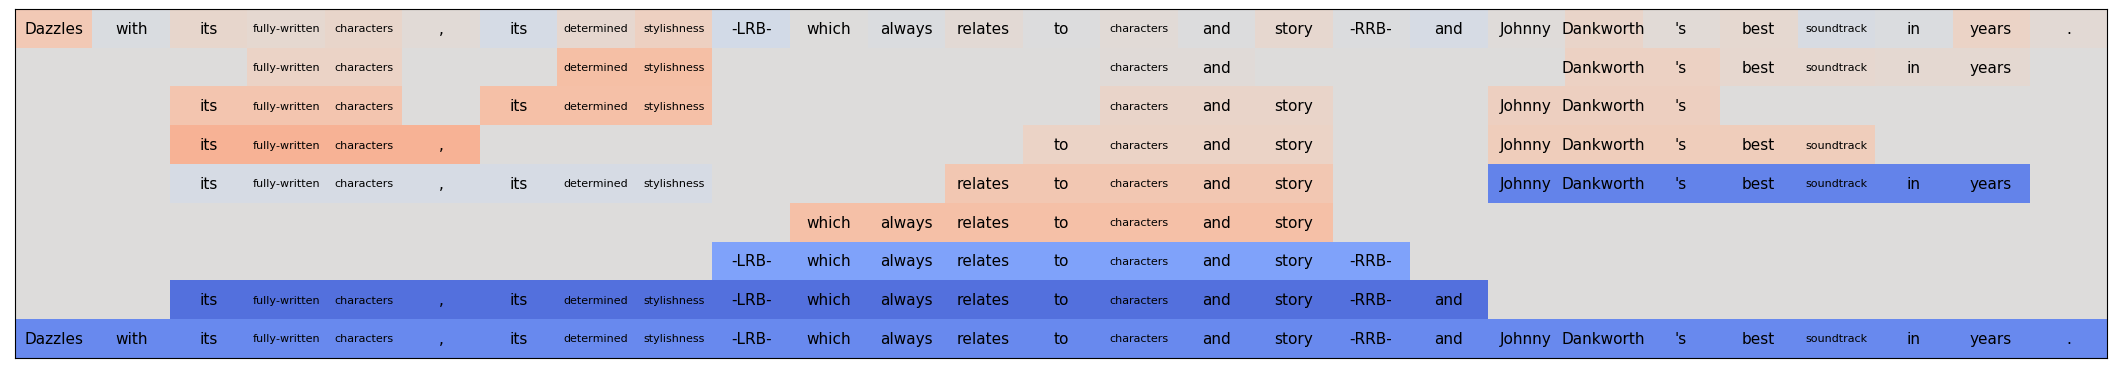 Dazzles with its fully-written characters , its determined stylishness -LRB- which always relates to characters and story -RRB- and Johnny Dankworth 's best soundtrack in years .
fully-written characters determined stylishness characters and Dankworth 's best soundtrack in years
its fully-written characters its determined stylishness characters and story Johnny Dankworth 's
its fully-written characters , to characters and story Johnny Dankworth 's best soundtrack
its fully-written characters , its determined stylishness relates to characters and story Johnny Dankworth 's best soundtrack in years
which always relates to characters and story
-LRB- which always relates to characters and story -RRB-
its fully-written characters , its determined stylishness -LRB- which always relates to characters and story -RRB- and
Dazzles with its fully-written characters , its determined stylishness -LRB- which always relates to characters and story -RRB- and Johnny Dankworth 's best soundtrack in years .